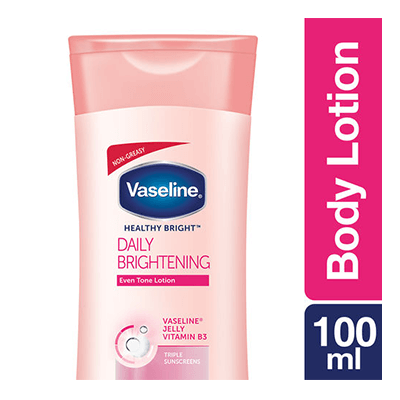 NON-GREASY
Vaseline®
HEALTHY BRIGHT™
DAILY
BRIGHTENING
Even Tone Lotion
VASELINE®
JELLY
VITAMIN B3
TRIPLE
SUNSCREENS
Body Lotion
100
ml